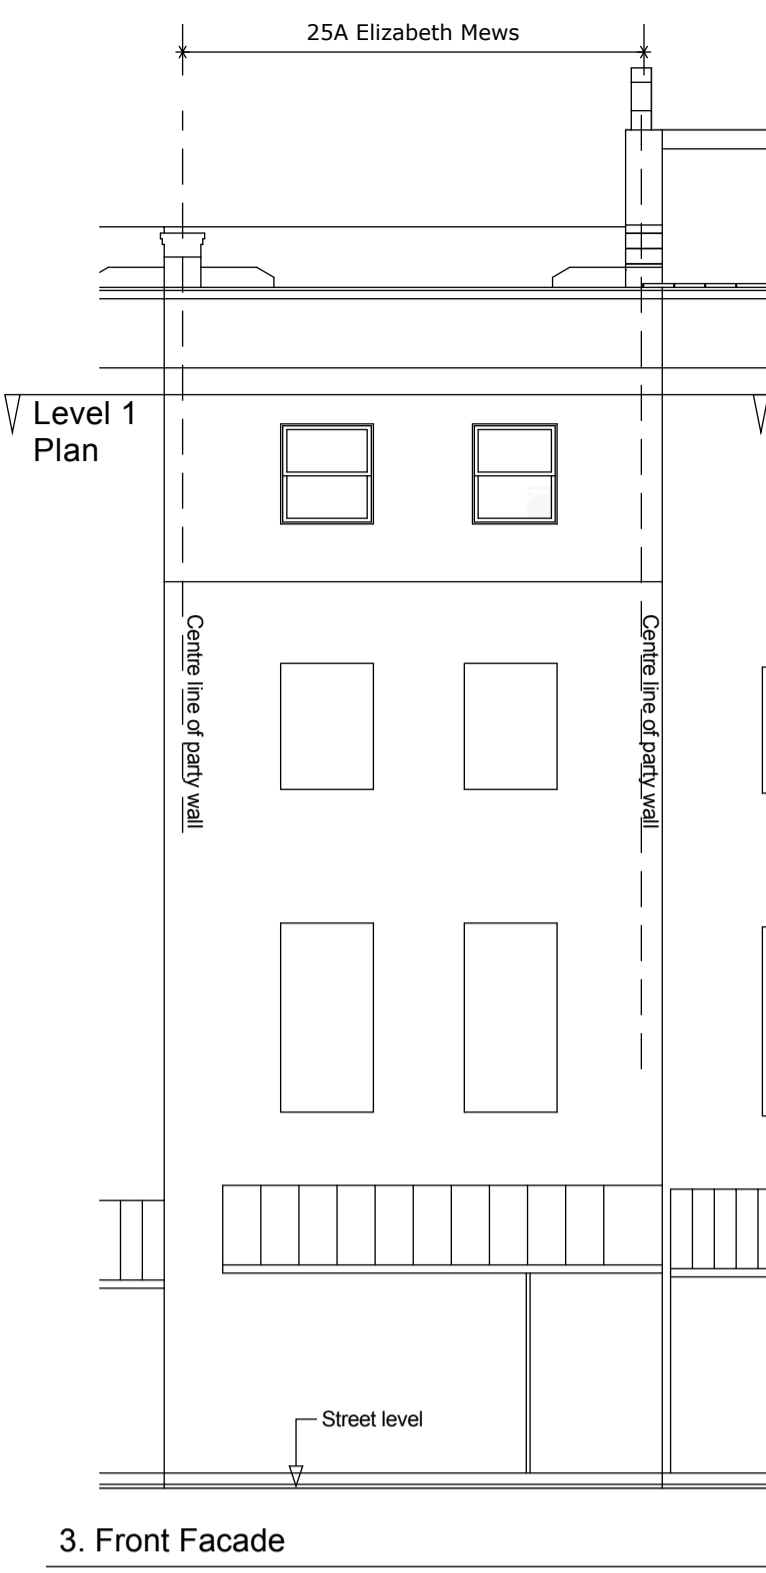 25A Elizabeth Mews
Level 1
Plan
Centre line of party wall
Centre line of party wall
Street level
3. Front Facade